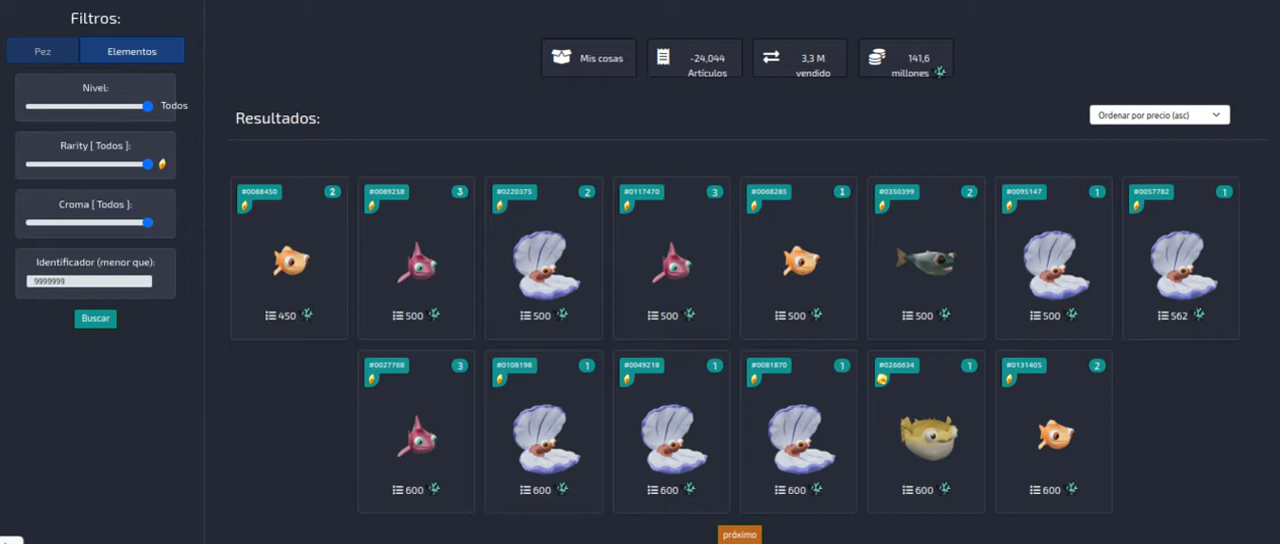 Filtros:
Pez
Elementos
Nivel:
Todos
Rarity [ Todos ]:
Croma [ Todos ]:
Identificador (menor que):
9999999
Buscar
Mis cosas
-24,044
Artículos
3,3 M
vendido
141,6
millones
Resultados:
Ordenar por precio (asc)
#0088450 2
#0089258 3
#0220375 2
#0117470 3
#0068285 1
#0350399 2
#0095147 1
#0057782 1
450
500
500
500
500
500
500
562
#0027768 3
#0108198 1
#0049218 1
#0081870 1
#0266634 1
#0131405 2
600
600
600
600
600
600
próximo